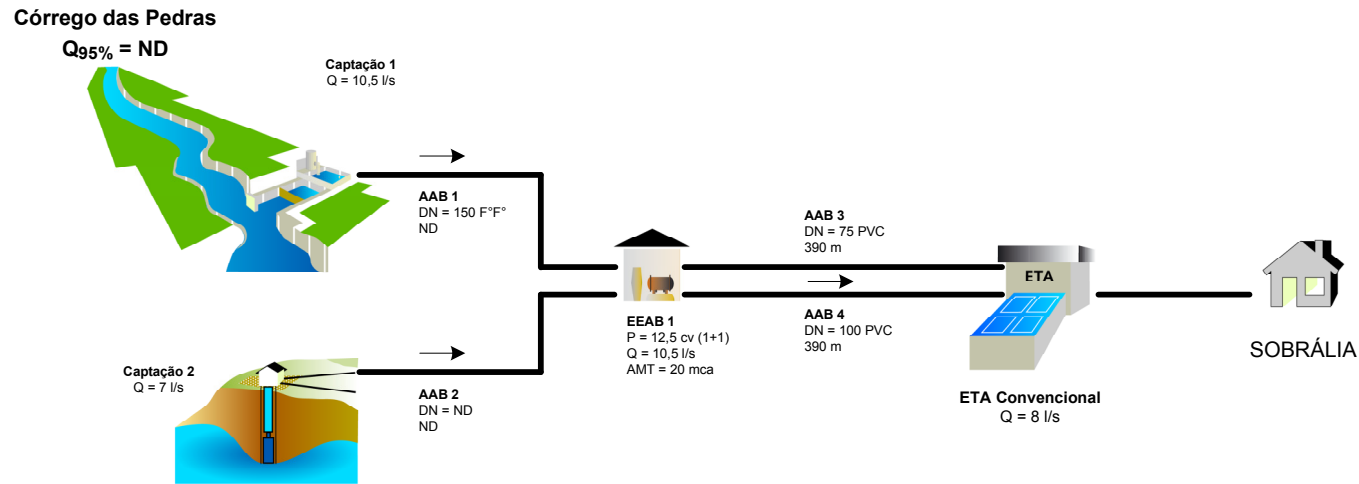 Córrego das Pedras
Q95% = ND
Captação 1
Q = 10,5 l/s
AAB 1
DN = 150 F°F°
ND
Captação 2
Q = 7 l/s
AAB 2
DN = ND
ND
EEAB 1
P = 12,5 cv (1+1)
Q = 10,5 l/s
AMT = 20 mca
AAB 3
DN = 75 PVC
390 m
AAB 4
DN = 100 PVC
390 m
ETA
ETA Convencional
Q = 8 l/s
SOBRÁLIA